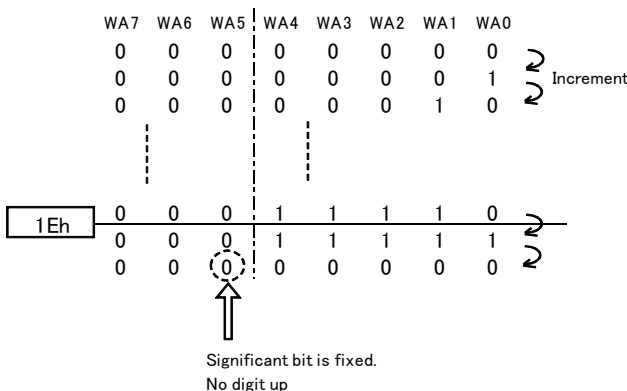 WA7 WA6 WA5 WA4 WA3 WA2 WA1 WA0
0 0 0 0 0 0 0 0
0 0 0 0 0 0 0 1
Increment
0 0 0 0 0 0 1 0
0 0 0 1 1 1 1 0
1Eh
0 0 0 1 1 1 1 1
0 0 0 0 0 0 0 0
Significant bit is fixed.
No digit up